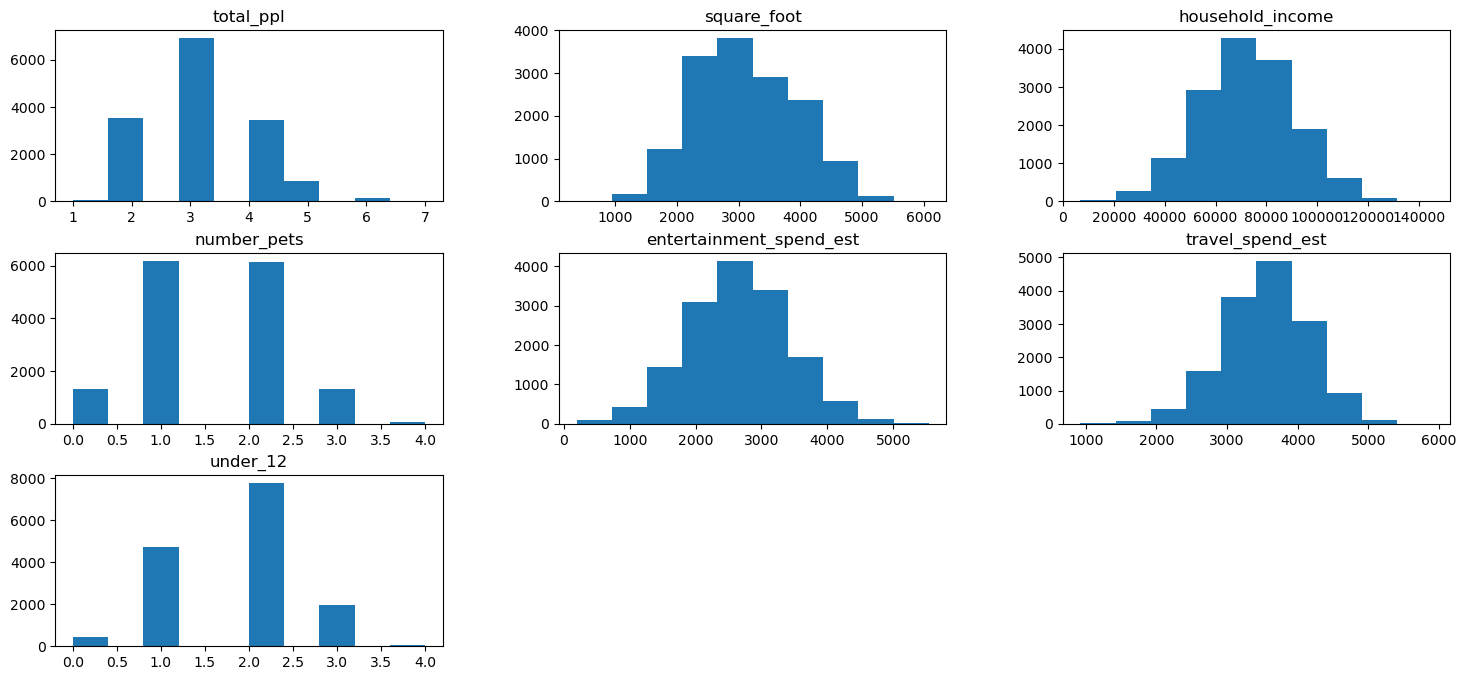 total_ppl
6000
4000
2000
0
1 2 3 4 5 6 7
square_foot
4000
3000
2000
1000
0
1000 2000 3000 4000 5000 6000
household_income
4000
3000
2000
1000
0
0 20000 40000 60000 80000 100000 120000 140000
number_pets
6000
4000
2000
0
0.0 0.5 1.0 1.5 2.0 2.5 3.0 3.5 4.0
entertainment_spend_est
4000
3000
2000
1000
0
0 1000 2000 3000 4000 5000
travel_spend_est
5000
4000
3000
2000
1000
0
1000 2000 3000 4000 5000 6000
under_12
8000
6000
4000
2000
0
0.0 0.5 1.0 1.5 2.0 2.5 3.0 3.5 4.0